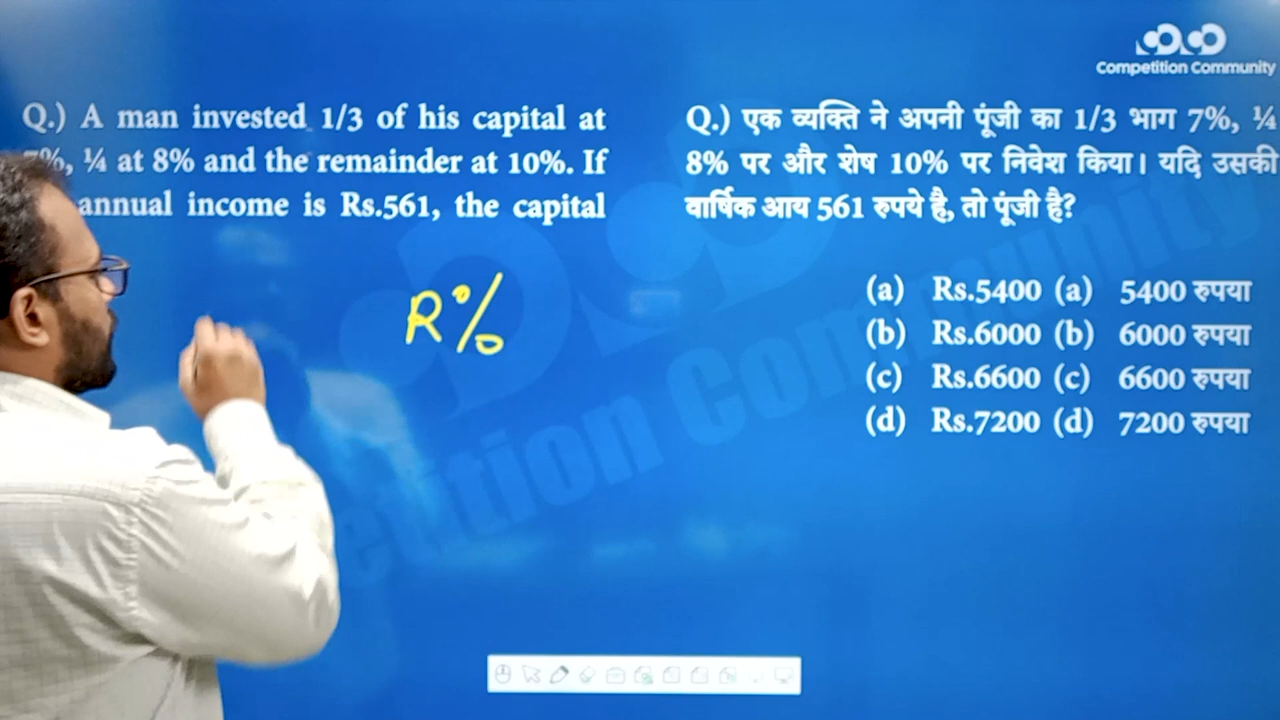 Competition Community
Q.) A man invested 1/3 of his capital at
7%, ¼ at 8% and the remainder at 10%. If
annual income is Rs.561, the capital
Q.) एक व्यक्ति ने अपनी पूंजी का 1/3 भाग 7%, ¼
8% पर और शेष 10% पर निवेश किया। यदि उसकी
वार्षिक आय 561 रुपये है, तो पूंजी है?
R%
(a) Rs.5400 (a) 5400 रुपया
(b) Rs.6000 (b) 6000 रुपया
(c) Rs.6600 (c) 6600 रुपया
(d) Rs.7200 (d) 7200 रुपया